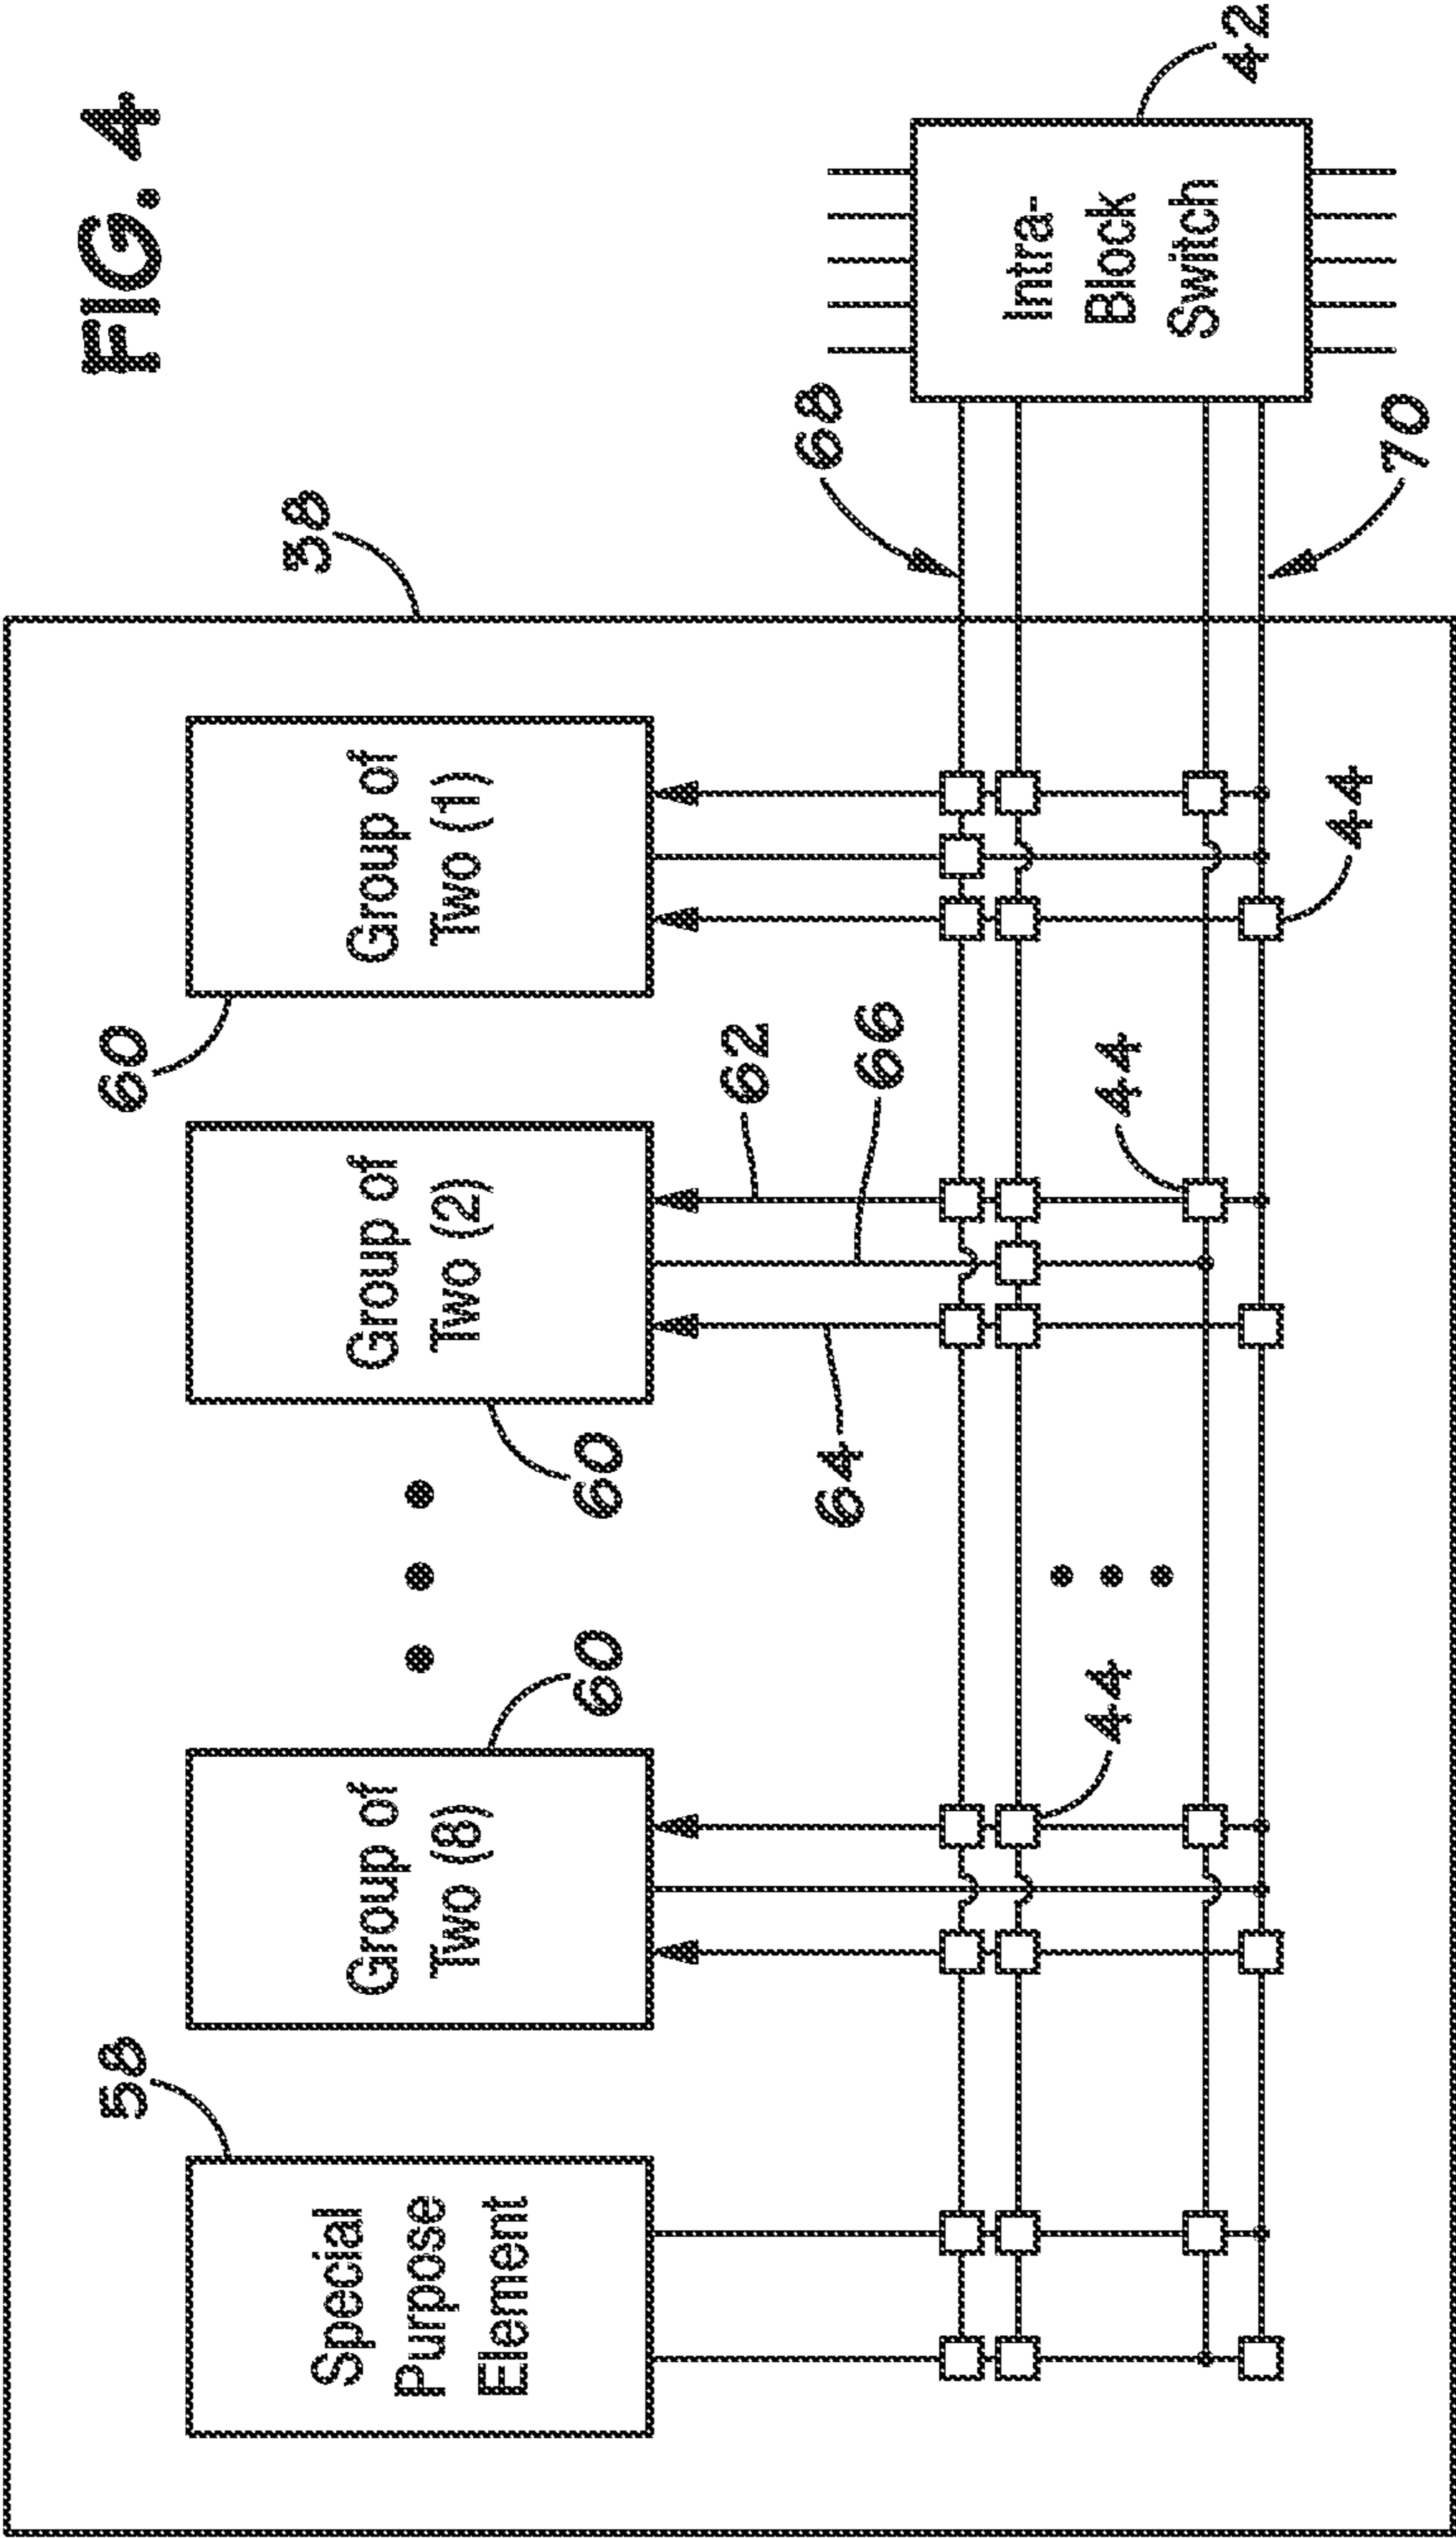 FIG. 4
38
58
60
60
60
Special
Purpose
Element
Group of
Two (8)
Group of
Two (2)
Group of
Two (1)
62
66
64
68
44
44
44
70
Intra-
Block
Switch
42